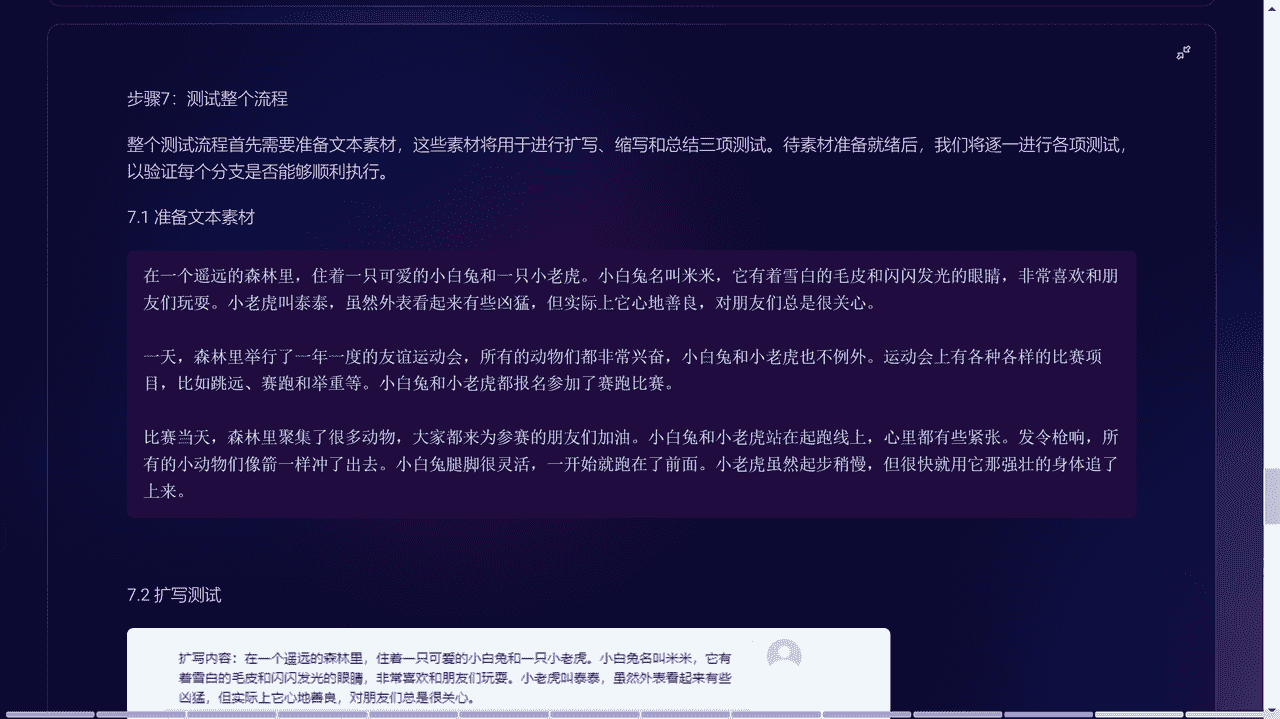 步骤7：测试整个流程
整个测试流程首先需要准备文本素材，这些素材将用于进行扩写、缩写和总结三项测试。待素材准备就绪后，我们将逐一进行各项测试，
以验证每个分支是否能够顺利执行。
7.1 准备文本素材
在一个遥远的森林里，住着一只可爱的小白兔和一只小老虎。小白兔名叫米米，它有着雪白的毛皮和闪闪发光的眼睛，非常喜欢和朋
友们玩耍。小老虎叫泰泰，虽然外表看起来有些凶猛，但实际上它心地善良，对朋友们总是很关心。
一天，森林里举行了一年一度的友谊运动会，所有的动物们都非常兴奋，小白兔和小老虎也不例外。运动会上有各种各样的比赛项
目，比如跳远、赛跑和举重等。小白兔和小老虎都报名参加了赛跑比赛。
比赛当天，森林里聚集了很多动物，大家都来为参赛的朋友们加油。小白兔和小老虎站在起跑线上，心里都有些紧张。发令枪响，所
有的小动物们像箭一样冲了出去。小白兔腿脚很灵活，一开始就跑在了前面。小老虎虽然起步稍慢，但很快就用它那强壮的身体追了
上来。
7.2 扩写测试
扩写内容：在一个遥远的森林里，住着一只可爱的小白兔和一只小老虎。小白兔名叫米米，它有
着雪白的毛皮和闪闪发光的眼睛，非常喜欢和朋友们玩耍。小老虎叫泰泰，虽然外表看起来有些
凶猛，但实际上它心地善良，对朋友们总是很关心。